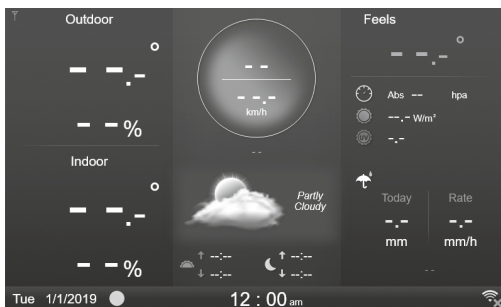 Outdoor
-- --.- °
-- -- %
Indoor
-- --.- °
-- -- %
-- --
-- --.-
km/h
-- --
Partly
Cloudy
↑ --:--
↓ --:--
↑ --:--
↓ --:--
Feels
-- --.- °
Abs -- hpa
--.- W/m²
-.-
Today
-.-
mm
Rate
-.-
mm/h
-- --
Tue 1/1/2019
12 : 00 am